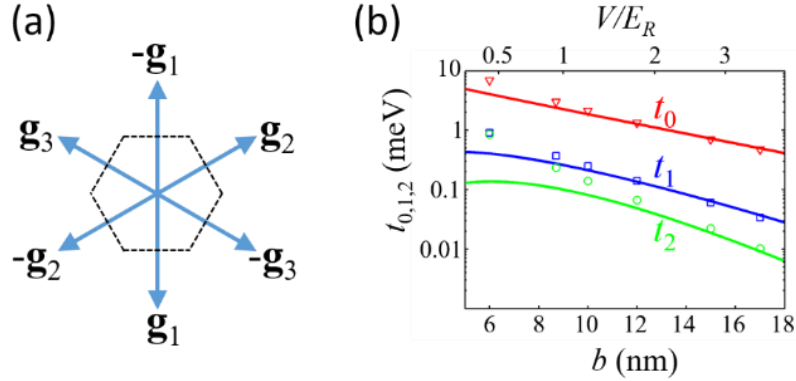 (a)
-g₁
g₃
g₂
-g₂
-g₃
g₁
(b)
V/E_R
0.5 1 2 3
10
1
0.1
0.01
t₀,₁,₂ (meV)
t₀
t₁
t₂
6 8 10 12 14 16 18
b (nm)